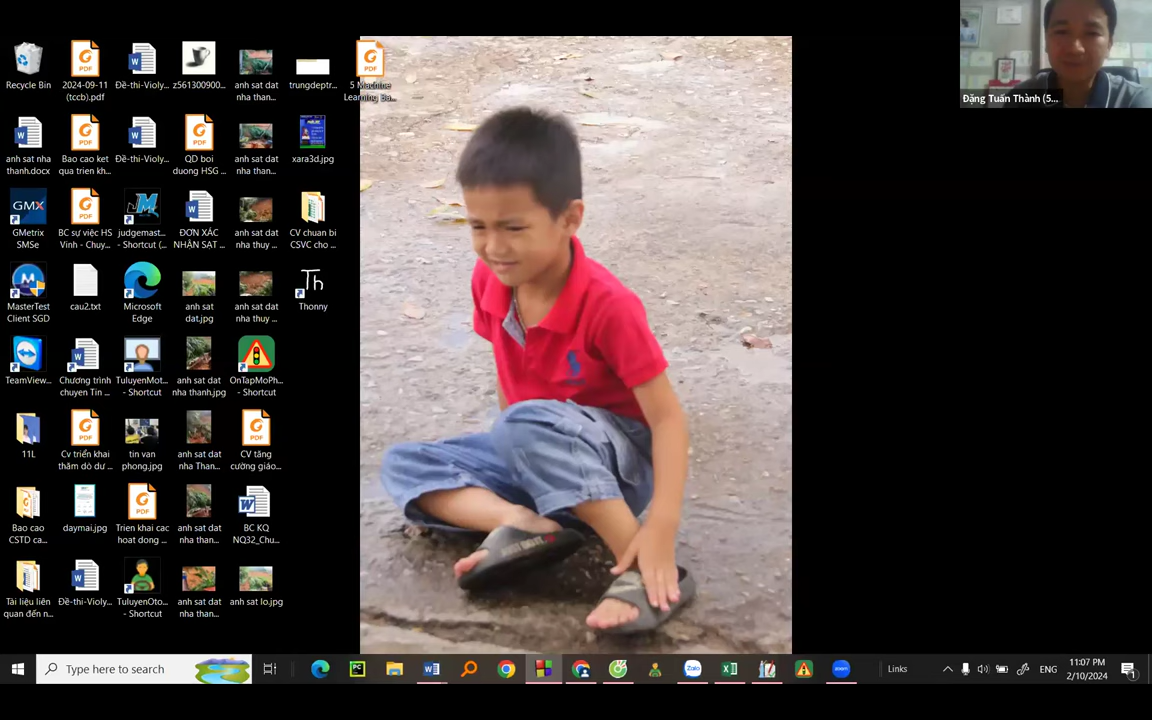 Recycle Bin
2024-09-11
(tccb).pdf
Đề-thi-Violy...
z561300900...
anh sat dat
nha than...
trungdeptr...
5 Machine
Learning Ba...
Đặng Tuấn Thành (5...
anh sat nha
thanh.docx
Bao cao ket
qua trien kh...
Đề-thi-Violy...
QD boi
duong HSG ...
anh sat dat
nha than...
xara3d.jpg
GMX
GMetrix
SMSe
BC sự việc HS
Vinh - Chuy...
judgemast...
- Shortcut (...
ĐƠN XÁC
NHẬN SẠT ...
anh sat dat
nha thuy ...
CV chuan bi
CSVC cho ...
MasterTest
Client SGD
cau2.txt
Microsoft
Edge
anh sat
dat.jpg
anh sat dat
nha thuy ...
Th
Thonny
TeamView...
Chương trình
chuyen Tin ...
TuluyenMot...
- Shortcut
anh sat dat
nha thanh.jpg
OnTapMoPh...
- Shortcut
11L
Cv triển khai
thăm dò dư ...
tin van
phong.jpg
anh sat dat
nha Than...
CV tăng
cường giáo...
Bao cao
CSTD ca...
daymai.jpg
Trien khai cac
hoat dong ...
anh sat dat
nha than...
BC KQ
NQ32_Chu...
Tài liệu liên
quan đến n...
Đề-thi-Violy...
TuluyenOto...
- Shortcut
anh sat dat
nha than...
anh sat lo.jpg
Type here to search
Links
ENG
11:07 PM
2/10/2024